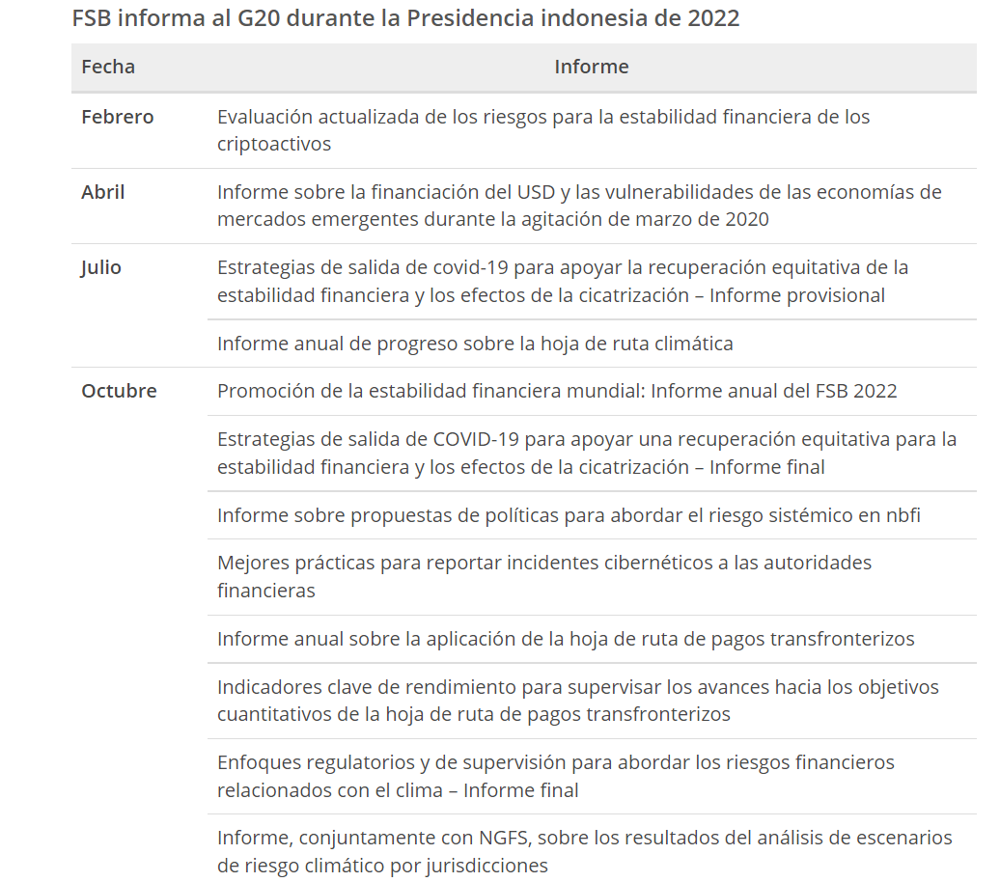 FSB informa al G20 durante la Presidencia indonesia de 2022
Fecha Informe
Febrero Evaluación actualizada de los riesgos para la estabilidad financiera de los
criptoactivos
Abril Informe sobre la financiación del USD y las vulnerabilidades de las economías de
mercados emergentes durante la agitación de marzo de 2020
Julio Estrategias de salida de covid-19 para apoyar la recuperación equitativa de la
estabilidad financiera y los efectos de la cicatrización – Informe provisional
Informe anual de progreso sobre la hoja de ruta climática
Octubre Promoción de la estabilidad financiera mundial: Informe anual del FSB 2022
Estrategias de salida de COVID-19 para apoyar una recuperación equitativa para la
estabilidad financiera y los efectos de la cicatrización – Informe final
Informe sobre propuestas de políticas para abordar el riesgo sistémico en nbfi
Mejores prácticas para reportar incidentes cibernéticos a las autoridades
financieras
Informe anual sobre la aplicación de la hoja de ruta de pagos transfronterizos
Indicadores clave de rendimiento para supervisar los avances hacia los objetivos
cuantitativos de la hoja de ruta de pagos transfronterizos
Enfoques regulatorios y de supervisión para abordar los riesgos financieros
relacionados con el clima – Informe final
Informe, conjuntamente con NGFS, sobre los resultados del análisis de escenarios
de riesgo climático por jurisdicciones